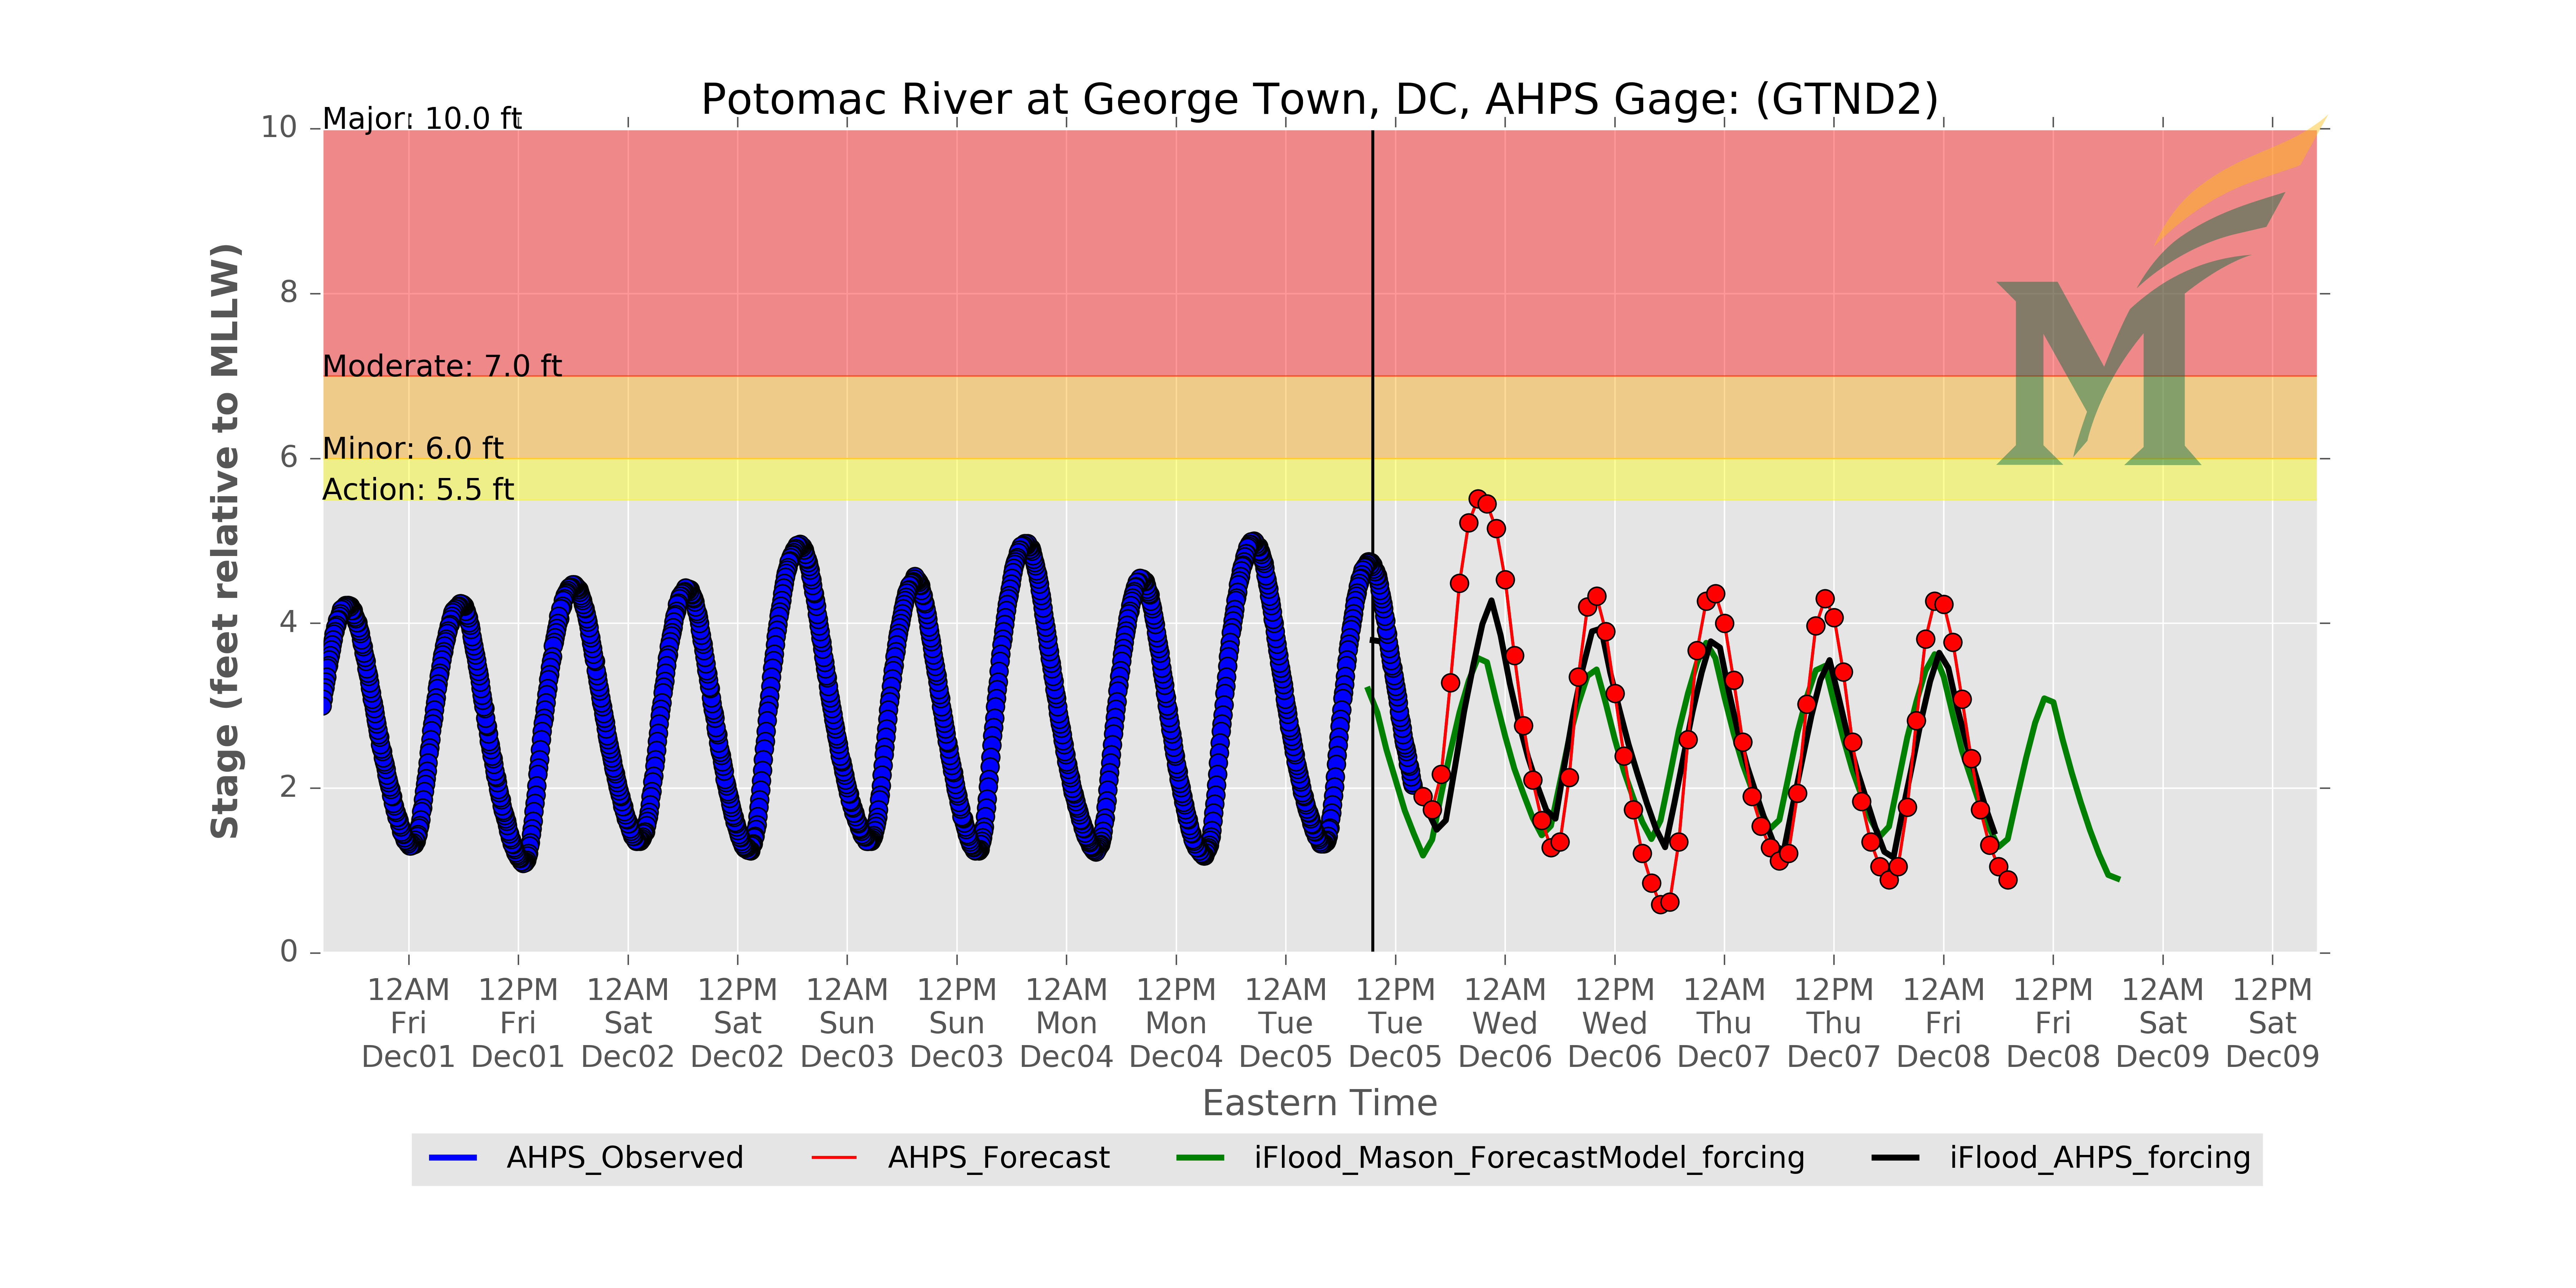 Potomac River at George Town, DC, AHPS Gage: (GTND2)
Major: 10.0 ft
Moderate: 7.0 ft
Minor: 6.0 ft
Action: 5.5 ft
10
8
6
4
2
0
Stage (feet relative to MLLW)
12AM 12PM 12AM 12PM 12AM 12PM 12AM 12PM 12AM 12PM 12AM 12PM 12AM 12PM 12AM 12PM 12AM 12PM
Fri Fri Sat Sat Sun Sun Mon Mon Tue Tue Wed Wed Thu Thu Fri Fri Sat Sat
Dec01 Dec01 Dec02 Dec02 Dec03 Dec03 Dec04 Dec04 Dec05 Dec05 Dec06 Dec06 Dec07 Dec07 Dec08 Dec08 Dec09 Dec09
Eastern Time
AHPS_Observed AHPS_Forecast iFlood_Mason_ForecastModel_forcing iFlood_AHPS_forcing
M